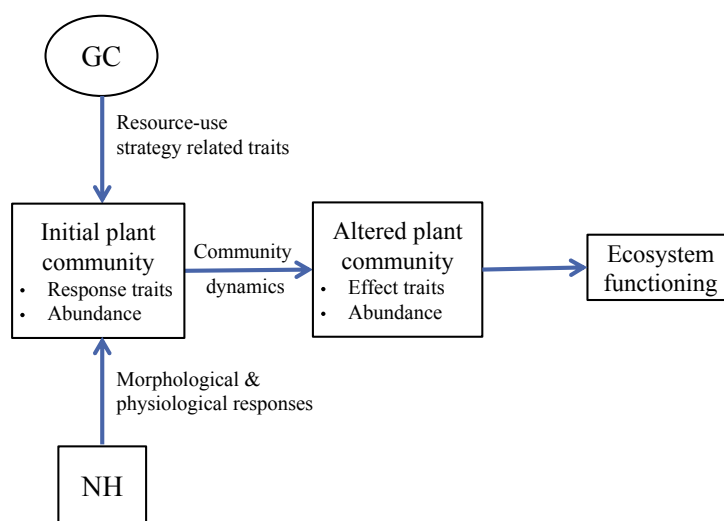 GC
Resource-use
strategy related traits
Initial plant
community
• Response traits
• Abundance
Community
dynamics
Altered plant
community
• Effect traits
• Abundance
Ecosystem
functioning
Morphological &
physiological responses
NH